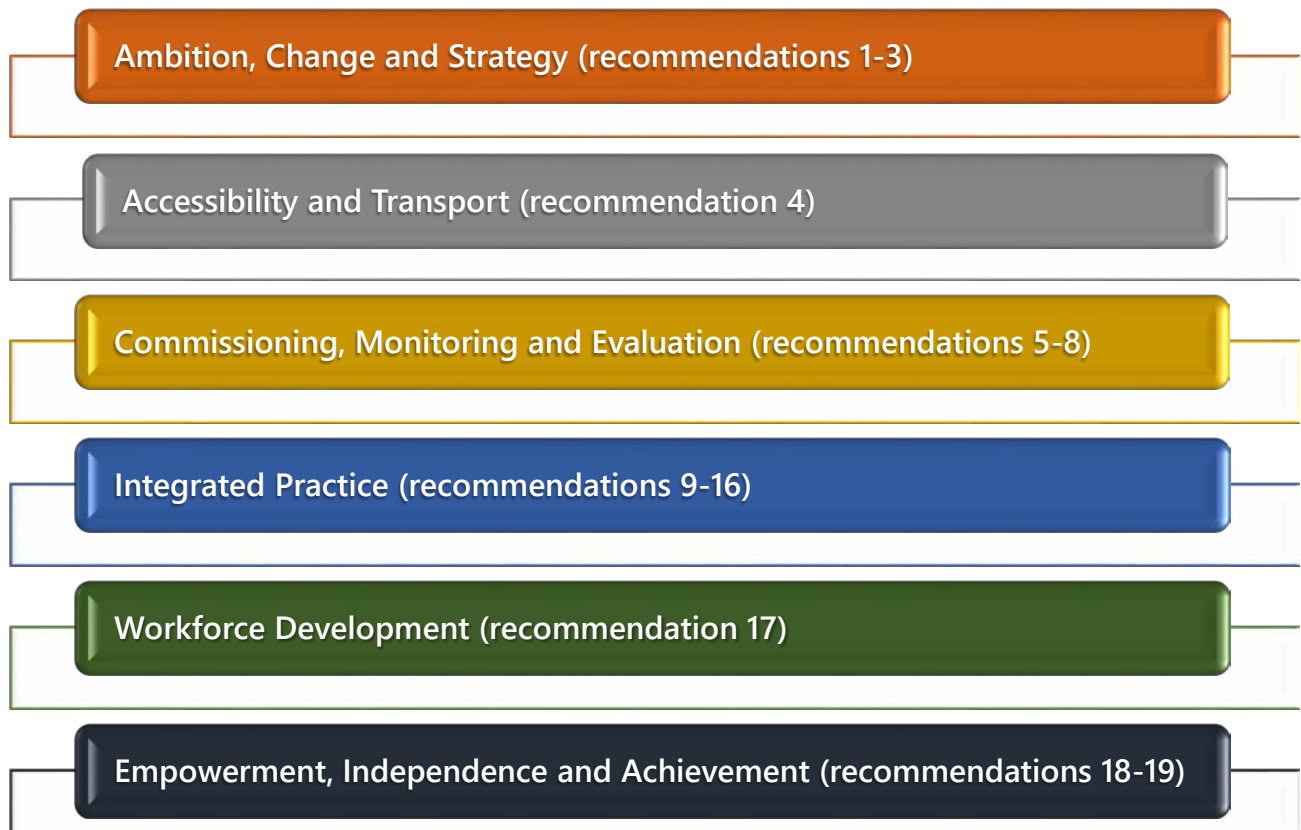 Ambition, Change and Strategy (recommendations 1-3)
Accessibility and Transport (recommendation 4)
Commissioning, Monitoring and Evaluation (recommendations 5-8)
Integrated Practice (recommendations 9-16)
Workforce Development (recommendation 17)
Empowerment, Independence and Achievement (recommendations 18-19)